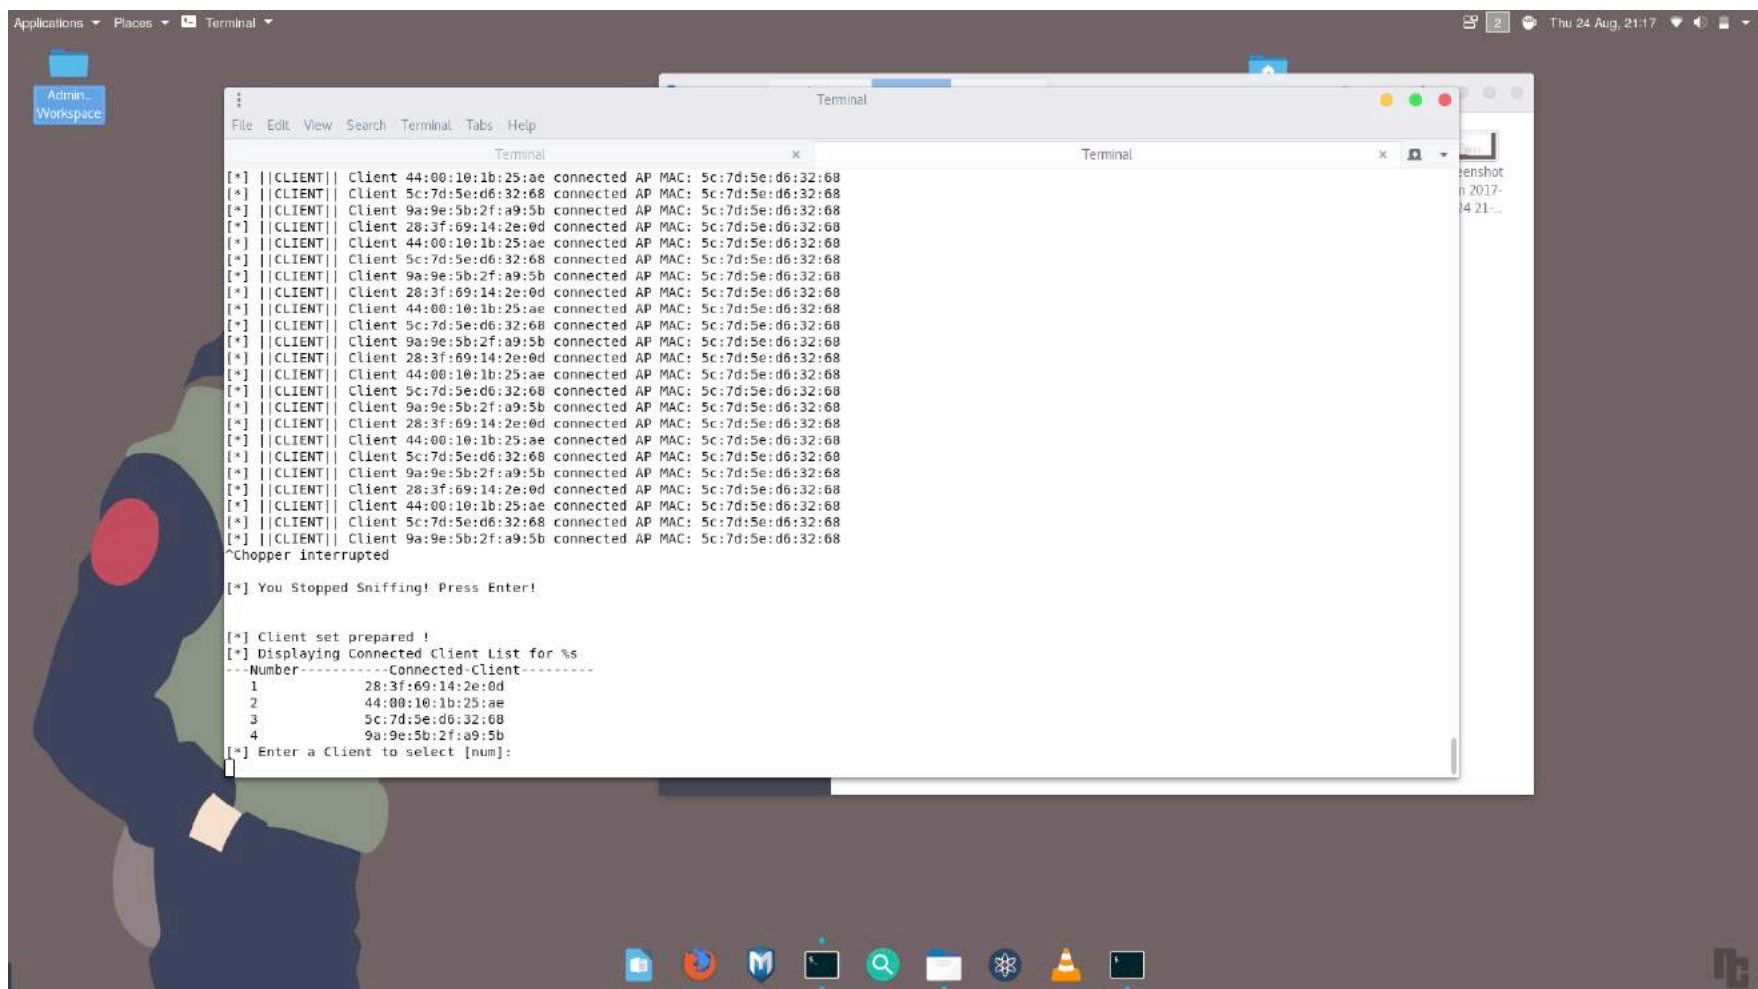 Applications Places Terminal 2 Thu 24 Aug, 21:17
Admin...
Workspace
Terminal
File Edit View Search Terminal Tabs Help
Terminal Terminal
[*] ||CLIENT|| Client 44:00:10:1b:25:ae connected AP MAC: 5c:7d:5e:d6:32:68
[*] ||CLIENT|| Client 5c:7d:5e:d6:32:68 connected AP MAC: 5c:7d:5e:d6:32:68
[*] ||CLIENT|| Client 9a:9e:5b:2f:a9:5b connected AP MAC: 5c:7d:5e:d6:32:68
[*] ||CLIENT|| Client 28:3f:69:14:2e:0d connected AP MAC: 5c:7d:5e:d6:32:68
[*] ||CLIENT|| Client 44:00:10:1b:25:ae connected AP MAC: 5c:7d:5e:d6:32:68
[*] ||CLIENT|| Client 5c:7d:5e:d6:32:68 connected AP MAC: 5c:7d:5e:d6:32:68
[*] ||CLIENT|| Client 9a:9e:5b:2f:a9:5b connected AP MAC: 5c:7d:5e:d6:32:68
[*] ||CLIENT|| Client 28:3f:69:14:2e:0d connected AP MAC: 5c:7d:5e:d6:32:68
[*] ||CLIENT|| Client 44:00:10:1b:25:ae connected AP MAC: 5c:7d:5e:d6:32:68
[*] ||CLIENT|| Client 5c:7d:5e:d6:32:68 connected AP MAC: 5c:7d:5e:d6:32:68
[*] ||CLIENT|| Client 9a:9e:5b:2f:a9:5b connected AP MAC: 5c:7d:5e:d6:32:68
[*] ||CLIENT|| Client 28:3f:69:14:2e:0d connected AP MAC: 5c:7d:5e:d6:32:68
[*] ||CLIENT|| Client 44:00:10:1b:25:ae connected AP MAC: 5c:7d:5e:d6:32:68
[*] ||CLIENT|| Client 5c:7d:5e:d6:32:68 connected AP MAC: 5c:7d:5e:d6:32:68
[*] ||CLIENT|| Client 9a:9e:5b:2f:a9:5b connected AP MAC: 5c:7d:5e:d6:32:68
[*] ||CLIENT|| Client 28:3f:69:14:2e:0d connected AP MAC: 5c:7d:5e:d6:32:68
[*] ||CLIENT|| Client 44:00:10:1b:25:ae connected AP MAC: 5c:7d:5e:d6:32:68
[*] ||CLIENT|| Client 5c:7d:5e:d6:32:68 connected AP MAC: 5c:7d:5e:d6:32:68
[*] ||CLIENT|| Client 9a:9e:5b:2f:a9:5b connected AP MAC: 5c:7d:5e:d6:32:68
[*] ||CLIENT|| Client 28:3f:69:14:2e:0d connected AP MAC: 5c:7d:5e:d6:32:68
[*] ||CLIENT|| Client 44:00:10:1b:25:ae connected AP MAC: 5c:7d:5e:d6:32:68
[*] ||CLIENT|| Client 5c:7d:5e:d6:32:68 connected AP MAC: 5c:7d:5e:d6:32:68
[*] ||CLIENT|| Client 9a:9e:5b:2f:a9:5b connected AP MAC: 5c:7d:5e:d6:32:68
^Chopper interrupted
[*] You Stopped Sniffing! Press Enter!
[*] Client set prepared !
[*] Displaying Connected Client List for %s
---Number-----------Connected-Client---------
1 28:3f:69:14:2e:0d
2 44:00:10:1b:25:ae
3 5c:7d:5e:d6:32:68
4 9a:9e:5b:2f:a9:5b
[*] Enter a Client to select [num]:
eenshot
n 2017-
24 21-...